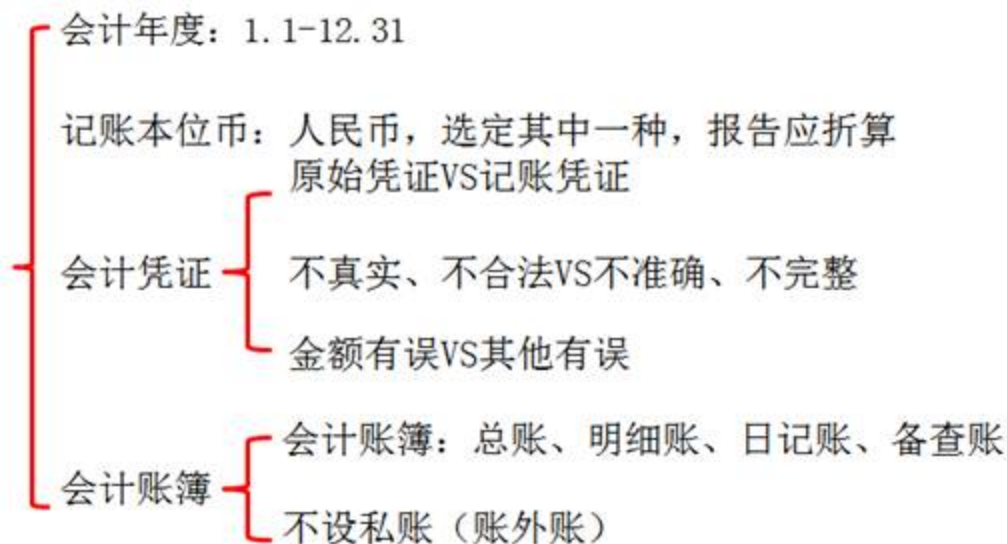 会计年度：1.1-12.31
记账本位币：人民币，选定其中一种，报告应折算
原始凭证VS记账凭证
会计凭证
不真实、不合法VS不准确、不完整
金额有误VS其他有误
会计账簿：总账、明细账、日记账、备查账
会计账簿
不设私账（账外账）